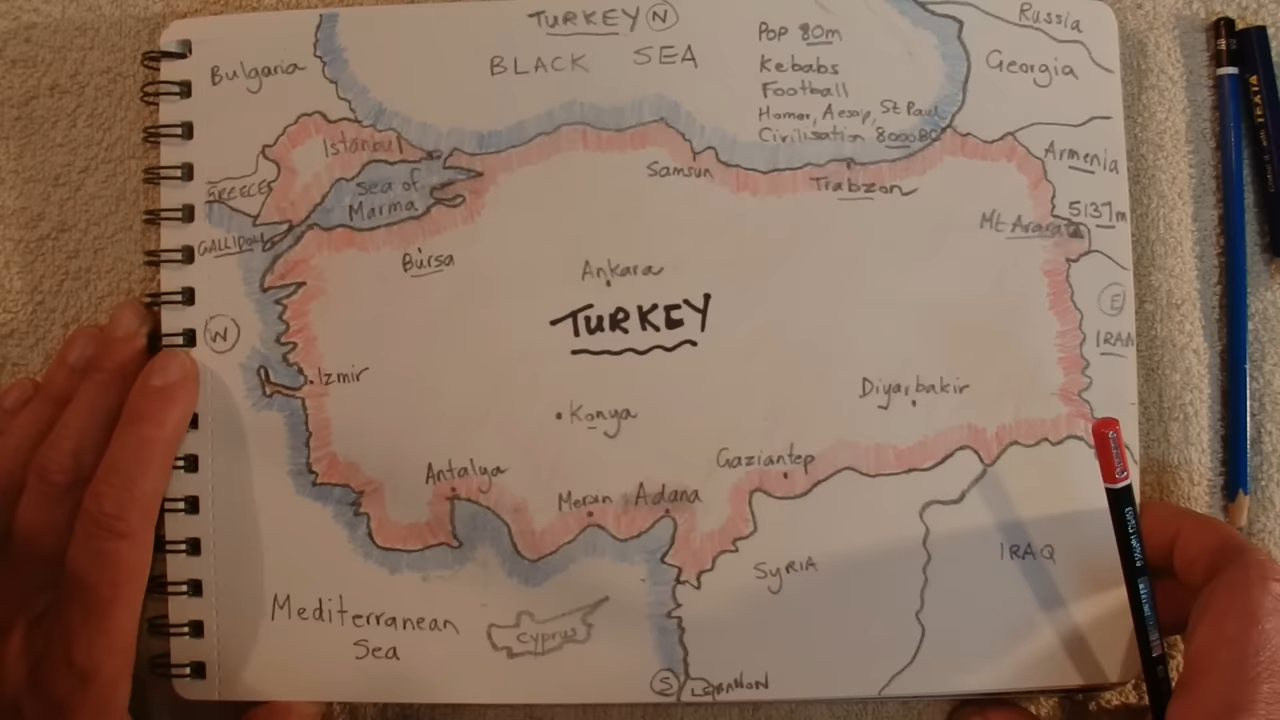 TURKEY N
BLACK SEA
Pop 80m
Kebabs
Football
Homer, Aesop, St Paul
Civilisation 8000BC
Russia
Georgia
Bulgaria
Istanbul
Sea of
Marma
GREECE
GALLIPOLI
Samsun
Trabzon
Armenia
5137m
Mt Ararat
Bursa
Ankara
TURKEY
W
E
IRAN
Izmir
Konya
Diyarbakir
Antalya
Mersin
Adana
Gaziantep
SYRIA
IRAQ
Mediterranean
Sea
Cyprus
S
LEBANON